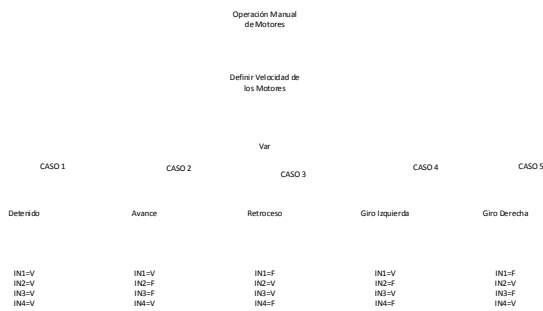 Operación Manual
de Motores
Definir Velocidad de
los Motores
Var
CASO 1
CASO 2
CASO 3
CASO 4
CASO 5
Detenido
Avance
Retroceso
Giro Izquierda
Giro Derecha
IN1=V
IN2=V
IN3=V
IN4=V
IN1=V
IN2=F
IN3=F
IN4=V
IN1=F
IN2=V
IN3=V
IN4=F
IN1=V
IN2=F
IN3=V
IN4=F
IN1=F
IN2=V
IN3=F
IN4=V